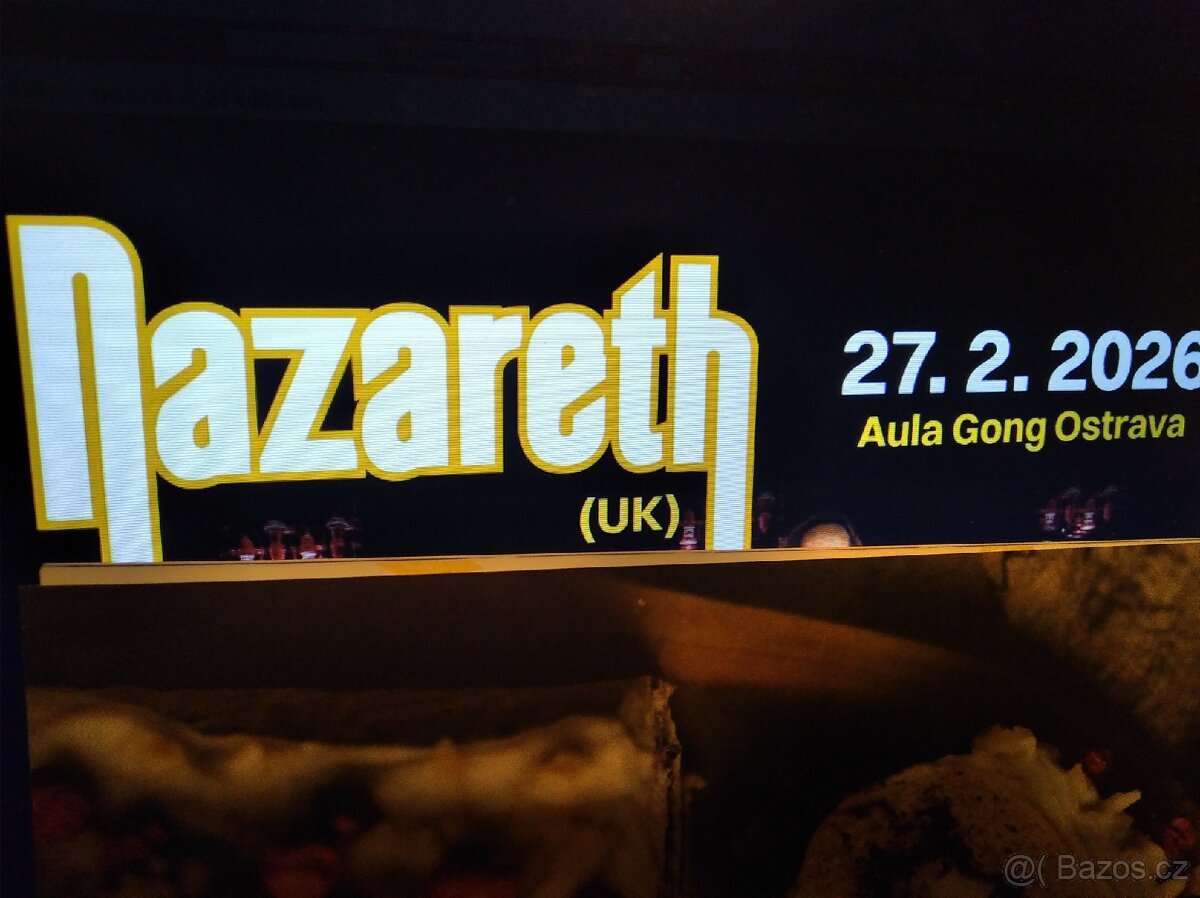 Nazareth
(UK)
27. 2. 2026
Aula Gong Ostrava
@( Bazos.cz